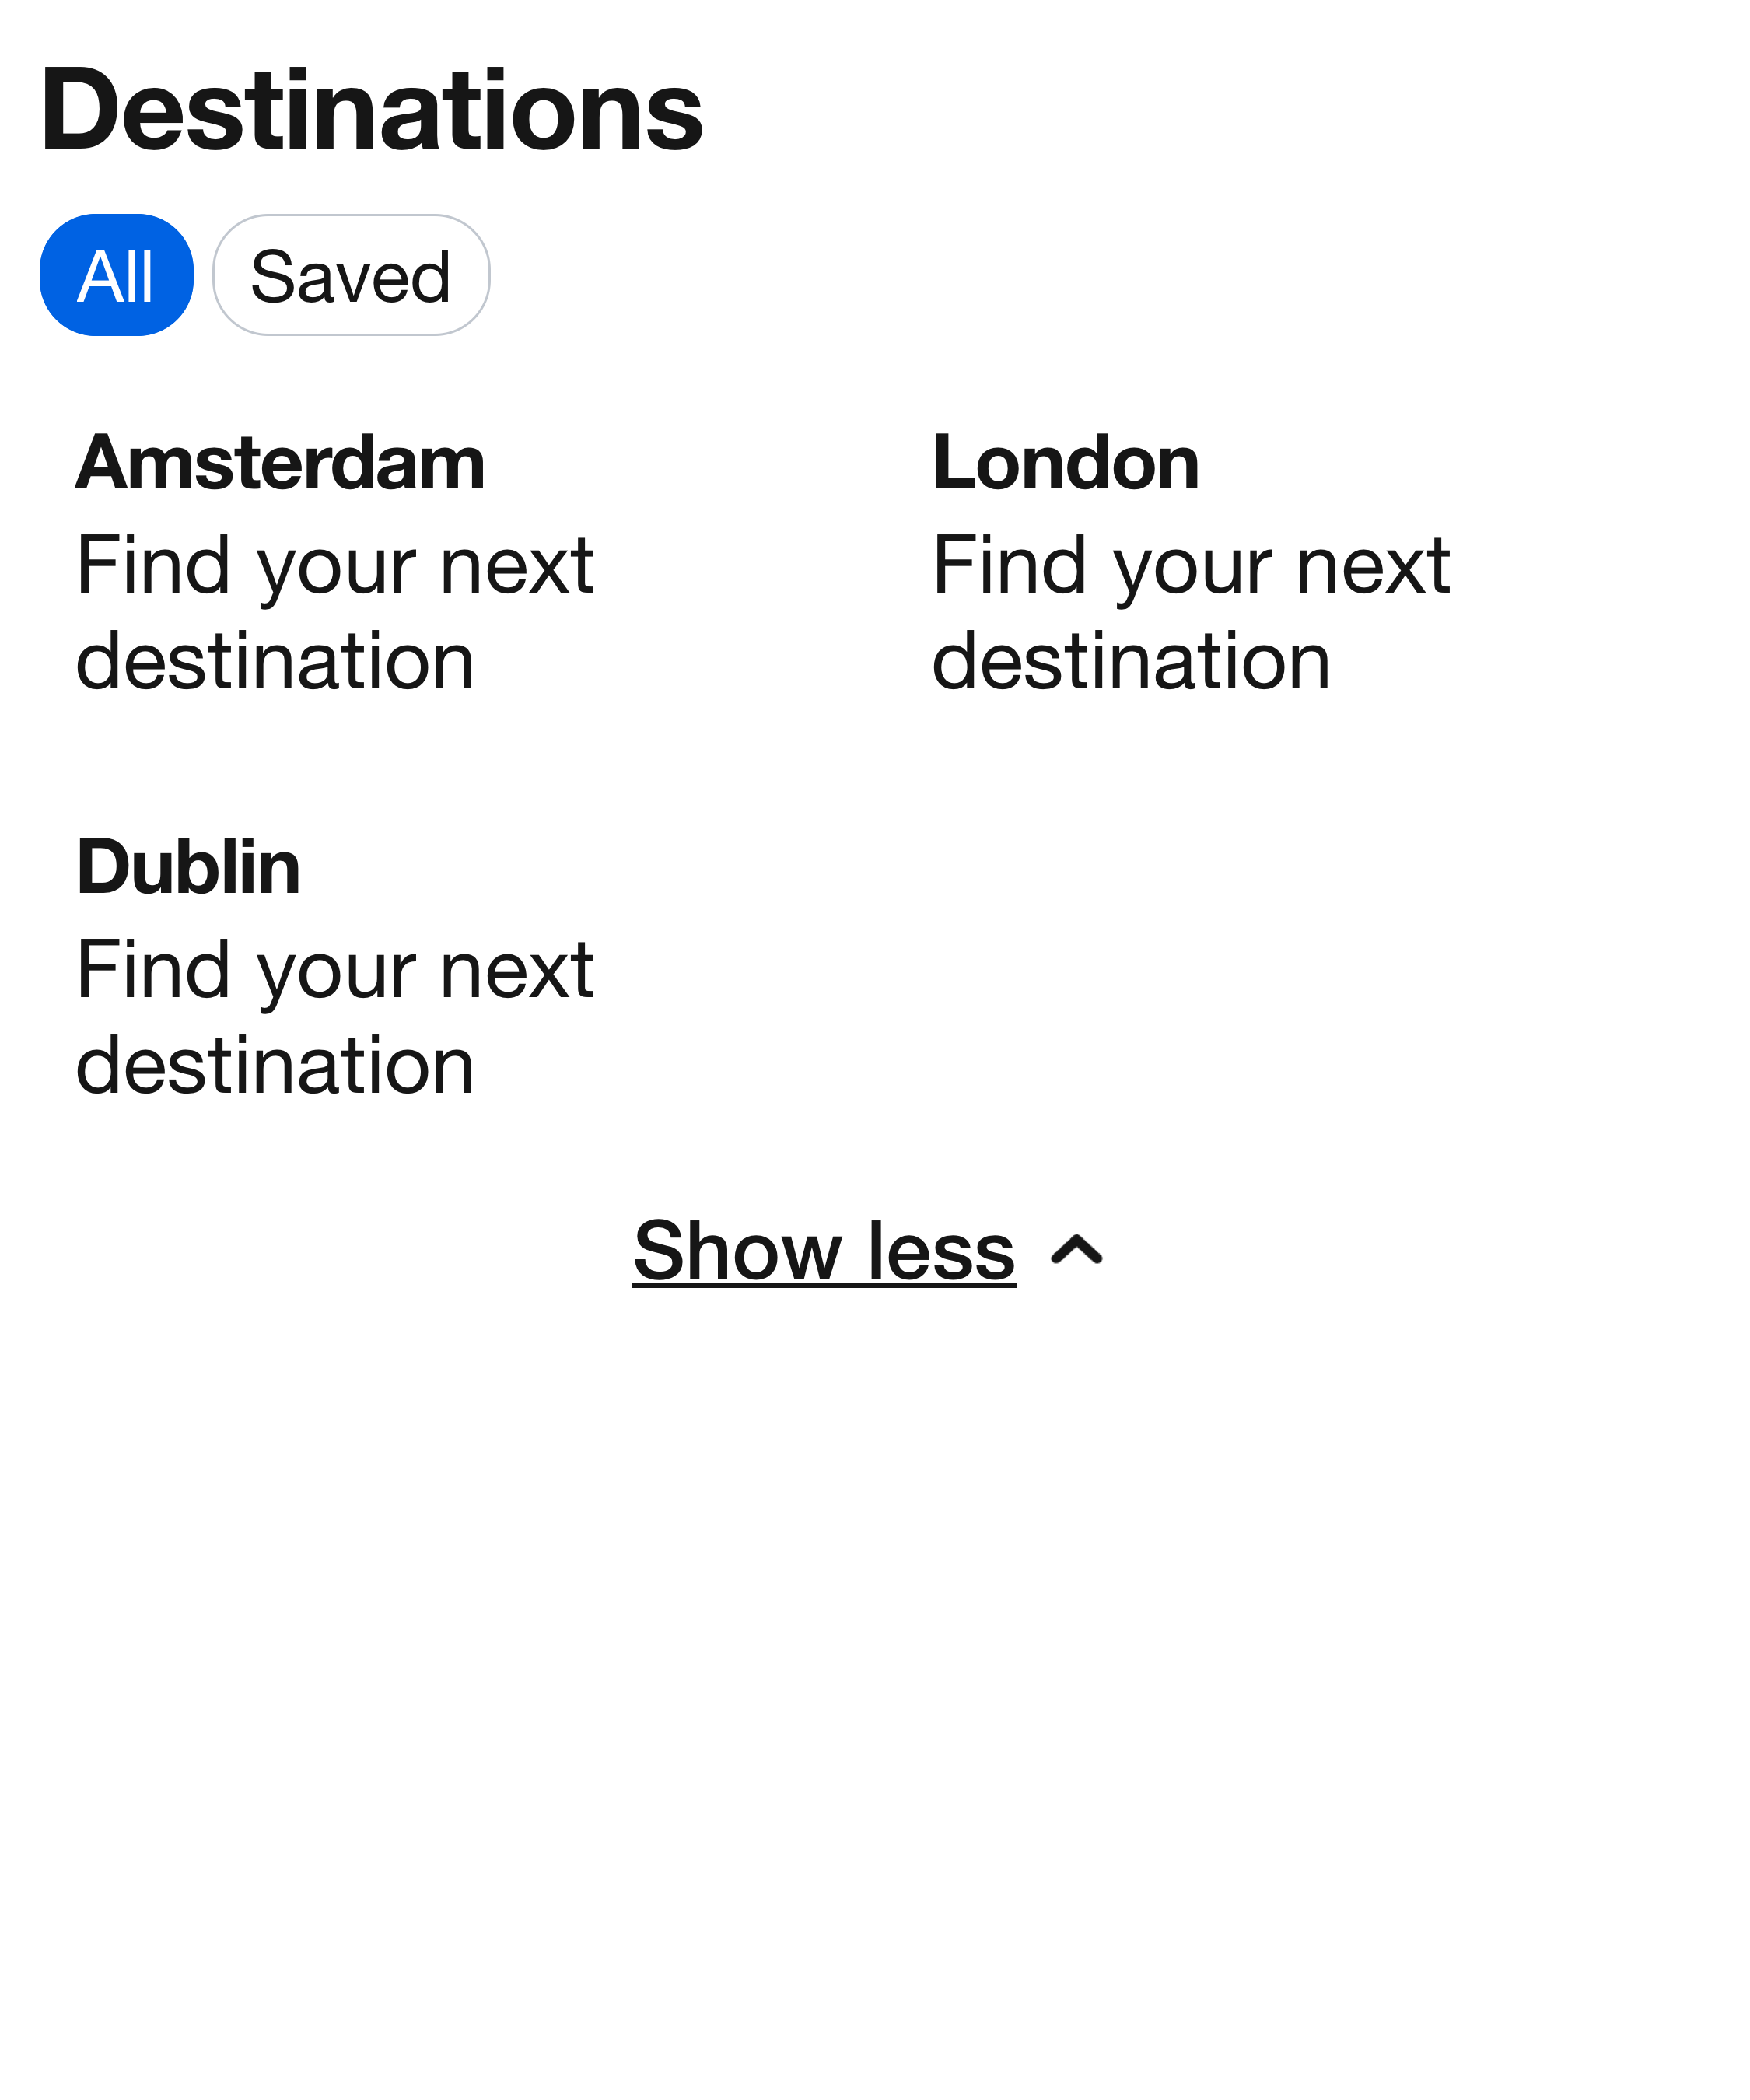 Destinations
All
Saved
Amsterdam
Find your next
destination
London
Find your next
destination
Dublin
Find your next
destination
Show less